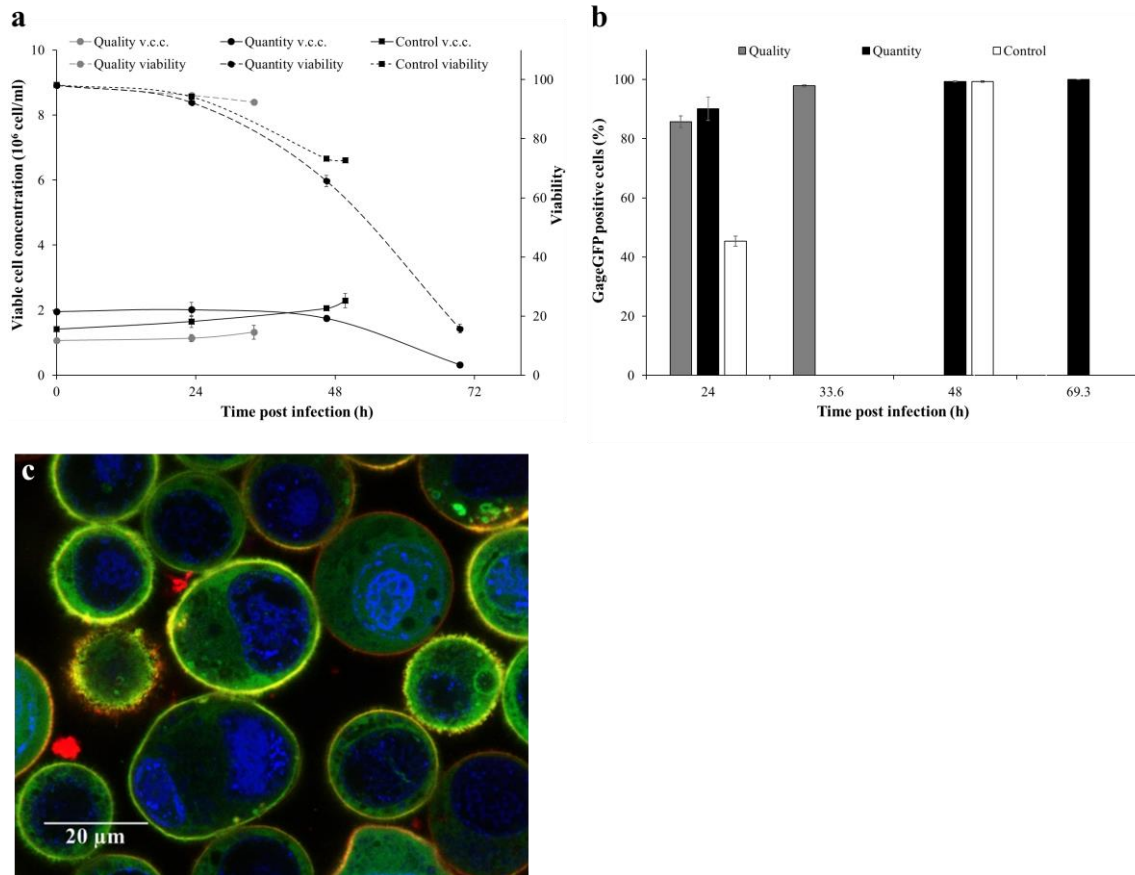 a
Quality v.c.c. Quantity v.c.c. Control v.c.c.
Quality viability Quantity viability Control viability
10
8
6
4
2
0
100
80
60
40
20
0
Viable cell concentration (10⁶ cell/ml)
Viability
0 24 48 72
Time post infection (h)
b
Quality Quantity Control
100
80
60
40
20
0
GageGFP positive cells (%)
24 33.6 48 69.3
Time post infection (h)
c
20 µm